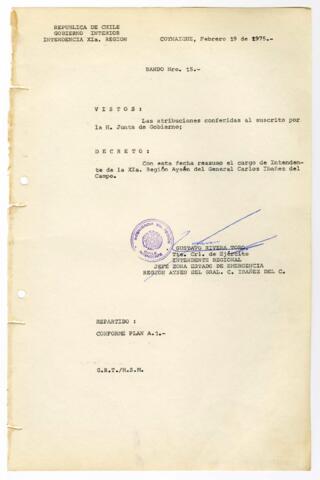 REPUBLICA DE CHILE
GOBIERNO INTERIOR
INTENDENCIA XIa. REGION
COYHAIQUE, Febrero 19 de 1975.-
BANDO Nro. 15.-
V I S T O S :
Las atribuciones conferidas al suscrito por
la H. Junta de Gobierno;
D E C R E T O :
Con esta fecha reasumo el cargo de Intenden-
te de la XIa. Región Aysén del General Carlos Ibáñez del
Campo.
GUSTAVO RIVERA TORO
Tte. Crl. de Ejército
INTENDENTE REGIONAL
JEFE ZONA ESTADO DE EMERGENCIA
REGION AYSEN DEL GRAL. C. IBAÑEZ DEL C.
REPARTIDO :
CONFORME PLAN A.1.-
G.R.T./H.S.M.